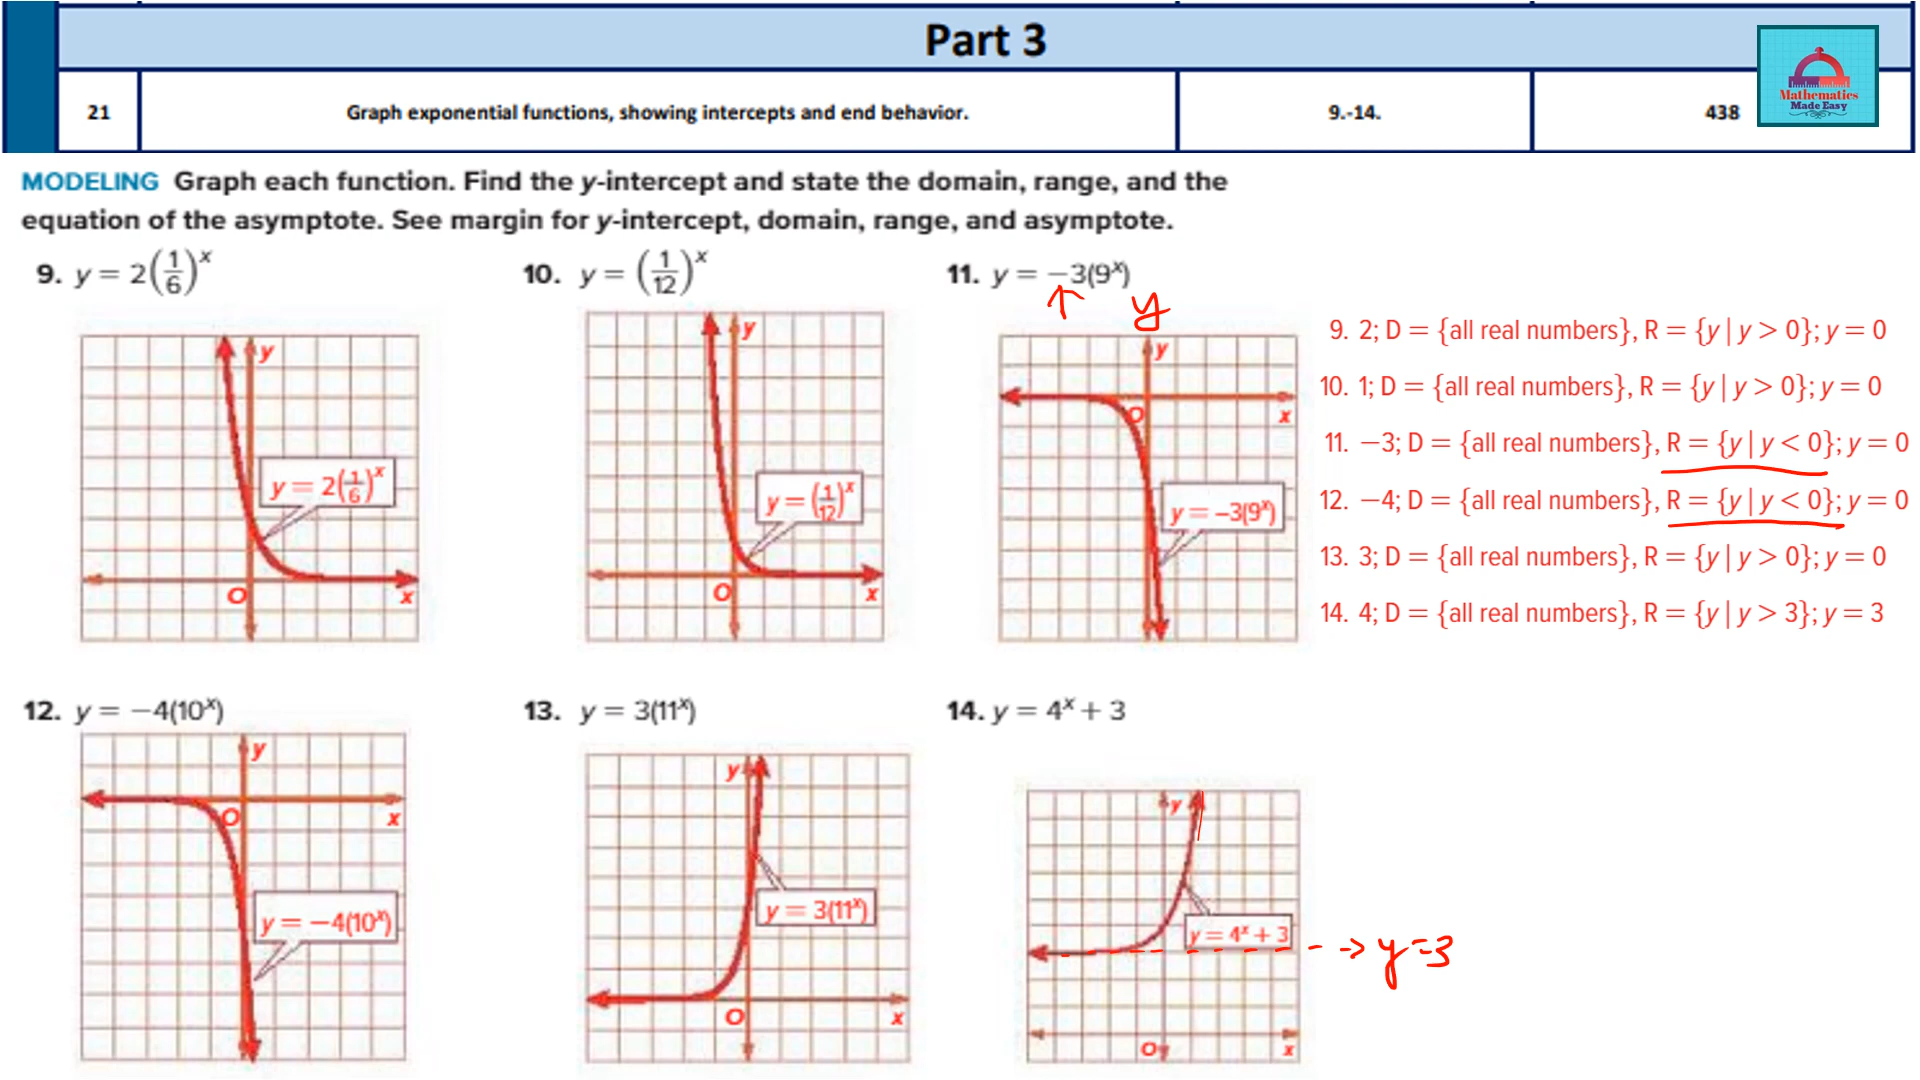 Part 3
Mathematics
Made Easy
21 Graph exponential functions, showing intercepts and end behavior. 9.-14. 438
MODELING Graph each function. Find the y-intercept and state the domain, range, and the
equation of the asymptote. See margin for y-intercept, domain, range, and asymptote.
9. y = 2(1/6)^x
10. y = (1/12)^x
11. y = −3(9^x)
y
y
y = 2(1/6)^x
O
x
y
y = (1/12)^x
O
x
y
O
x
y = −3(9^x)
9. 2; D = {all real numbers}, R = {y | y > 0}; y = 0
10. 1; D = {all real numbers}, R = {y | y > 0}; y = 0
11. −3; D = {all real numbers}, R = {y | y < 0}; y = 0
12. −4; D = {all real numbers}, R = {y | y < 0}; y = 0
13. 3; D = {all real numbers}, R = {y | y > 0}; y = 0
14. 4; D = {all real numbers}, R = {y | y > 3}; y = 3
12. y = −4(10^x)
13. y = 3(11^x)
14. y = 4^x + 3
y
O
x
y = −4(10^x)
y
y = 3(11^x)
O
x
y
y = 4^x + 3
y=3
O
x